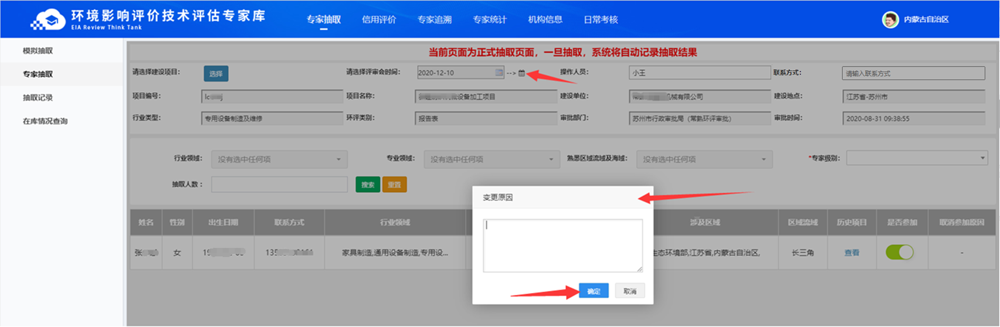 环境影响评价技术评估专家库
EIA Review Think Tank
专家抽取 信用评价 专家追溯 专家统计 机构信息 日常考核
内蒙古自治区
模拟抽取
专家抽取
抽取记录
在库情况查询
当前页面为正式抽取页面，一旦抽取，系统将自动记录抽取结果
请选择建设项目： 选择 请选择评审会时间： 2020-12-10 --> 操作人员： 小王 联系方式： 请输入联系方式
项目编号： 项目名称： 设备加工项目 建设单位： 机械有限公司 建设地点： 江苏省-苏州市
行业类型： 专用设备制造及维修 环评类别： 报告表 审批部门： 苏州市行政审批局（常熟环评审批） 审批时间： 2020-08-31 09:38:55
行业领域： 没有选中任何项 专业领域： 没有选中任何项 熟悉区域流域及海域： 没有选中任何项 *专家级别：
抽取人数： 搜索 重置
变更原因
确定 取消
姓名 性别 出生日期 联系方式 行业领域 涉及区域 区域流域 历史项目 是否参加 取消参加原因
张 女 19 135 家具制造,通用设备制造,专用设... 生态环境部,江苏省,内蒙古自治区, 长三角 查看 -